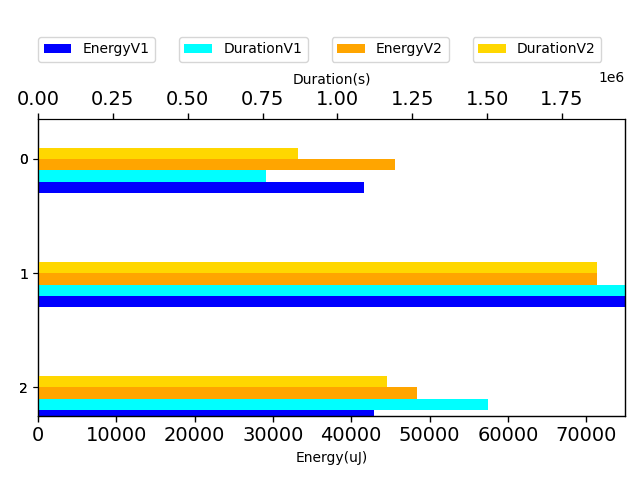 EnergyV1 DurationV1 EnergyV2 DurationV2
Duration(s)
1e6
0.00 0.25 0.50 0.75 1.00 1.25 1.50 1.75
0
1
2
0 10000 20000 30000 40000 50000 60000 70000
Energy(uJ)